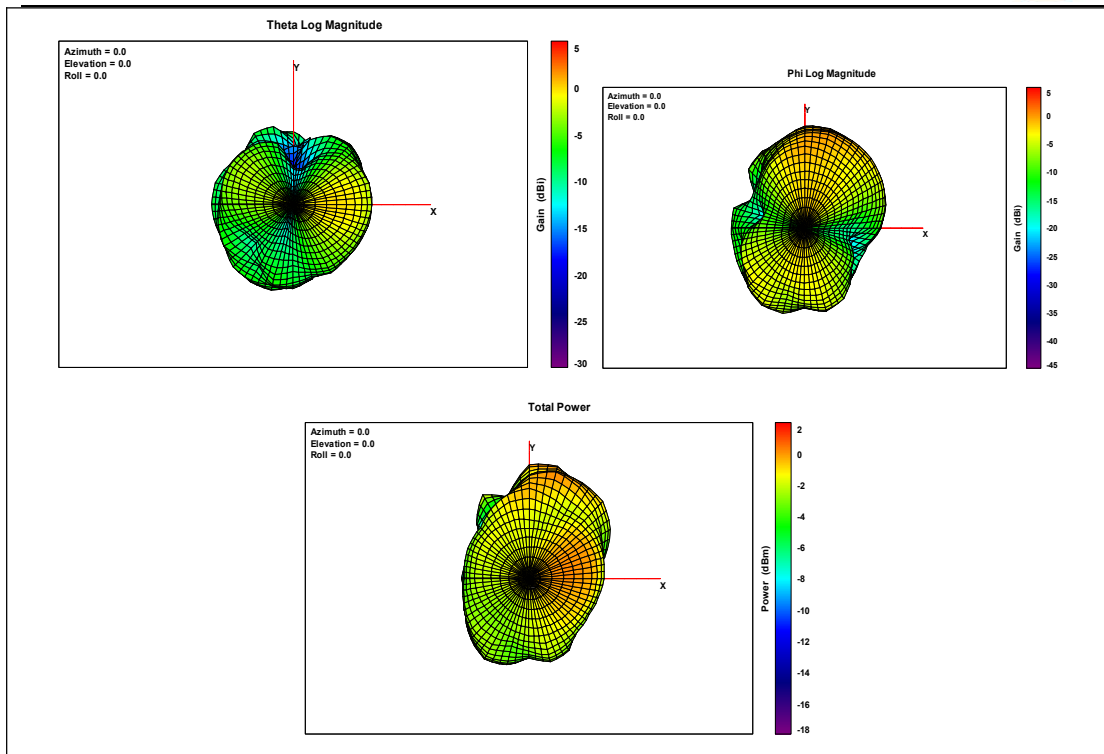 Theta Log Magnitude
Azimuth = 0.0
Elevation = 0.0
Roll = 0.0
Y
X
Gain (dBi)
5
0
-5
-10
-15
-20
-25
-30
Phi Log Magnitude
Azimuth = 0.0
Elevation = 0.0
Roll = 0.0
Y
X
Gain (dBi)
5
0
-5
-10
-15
-20
-25
-30
-35
-40
-45
Total Power
Azimuth = 0.0
Elevation = 0.0
Roll = 0.0
Y
X
Power (dBm)
2
0
-2
-4
-6
-8
-10
-12
-14
-16
-18